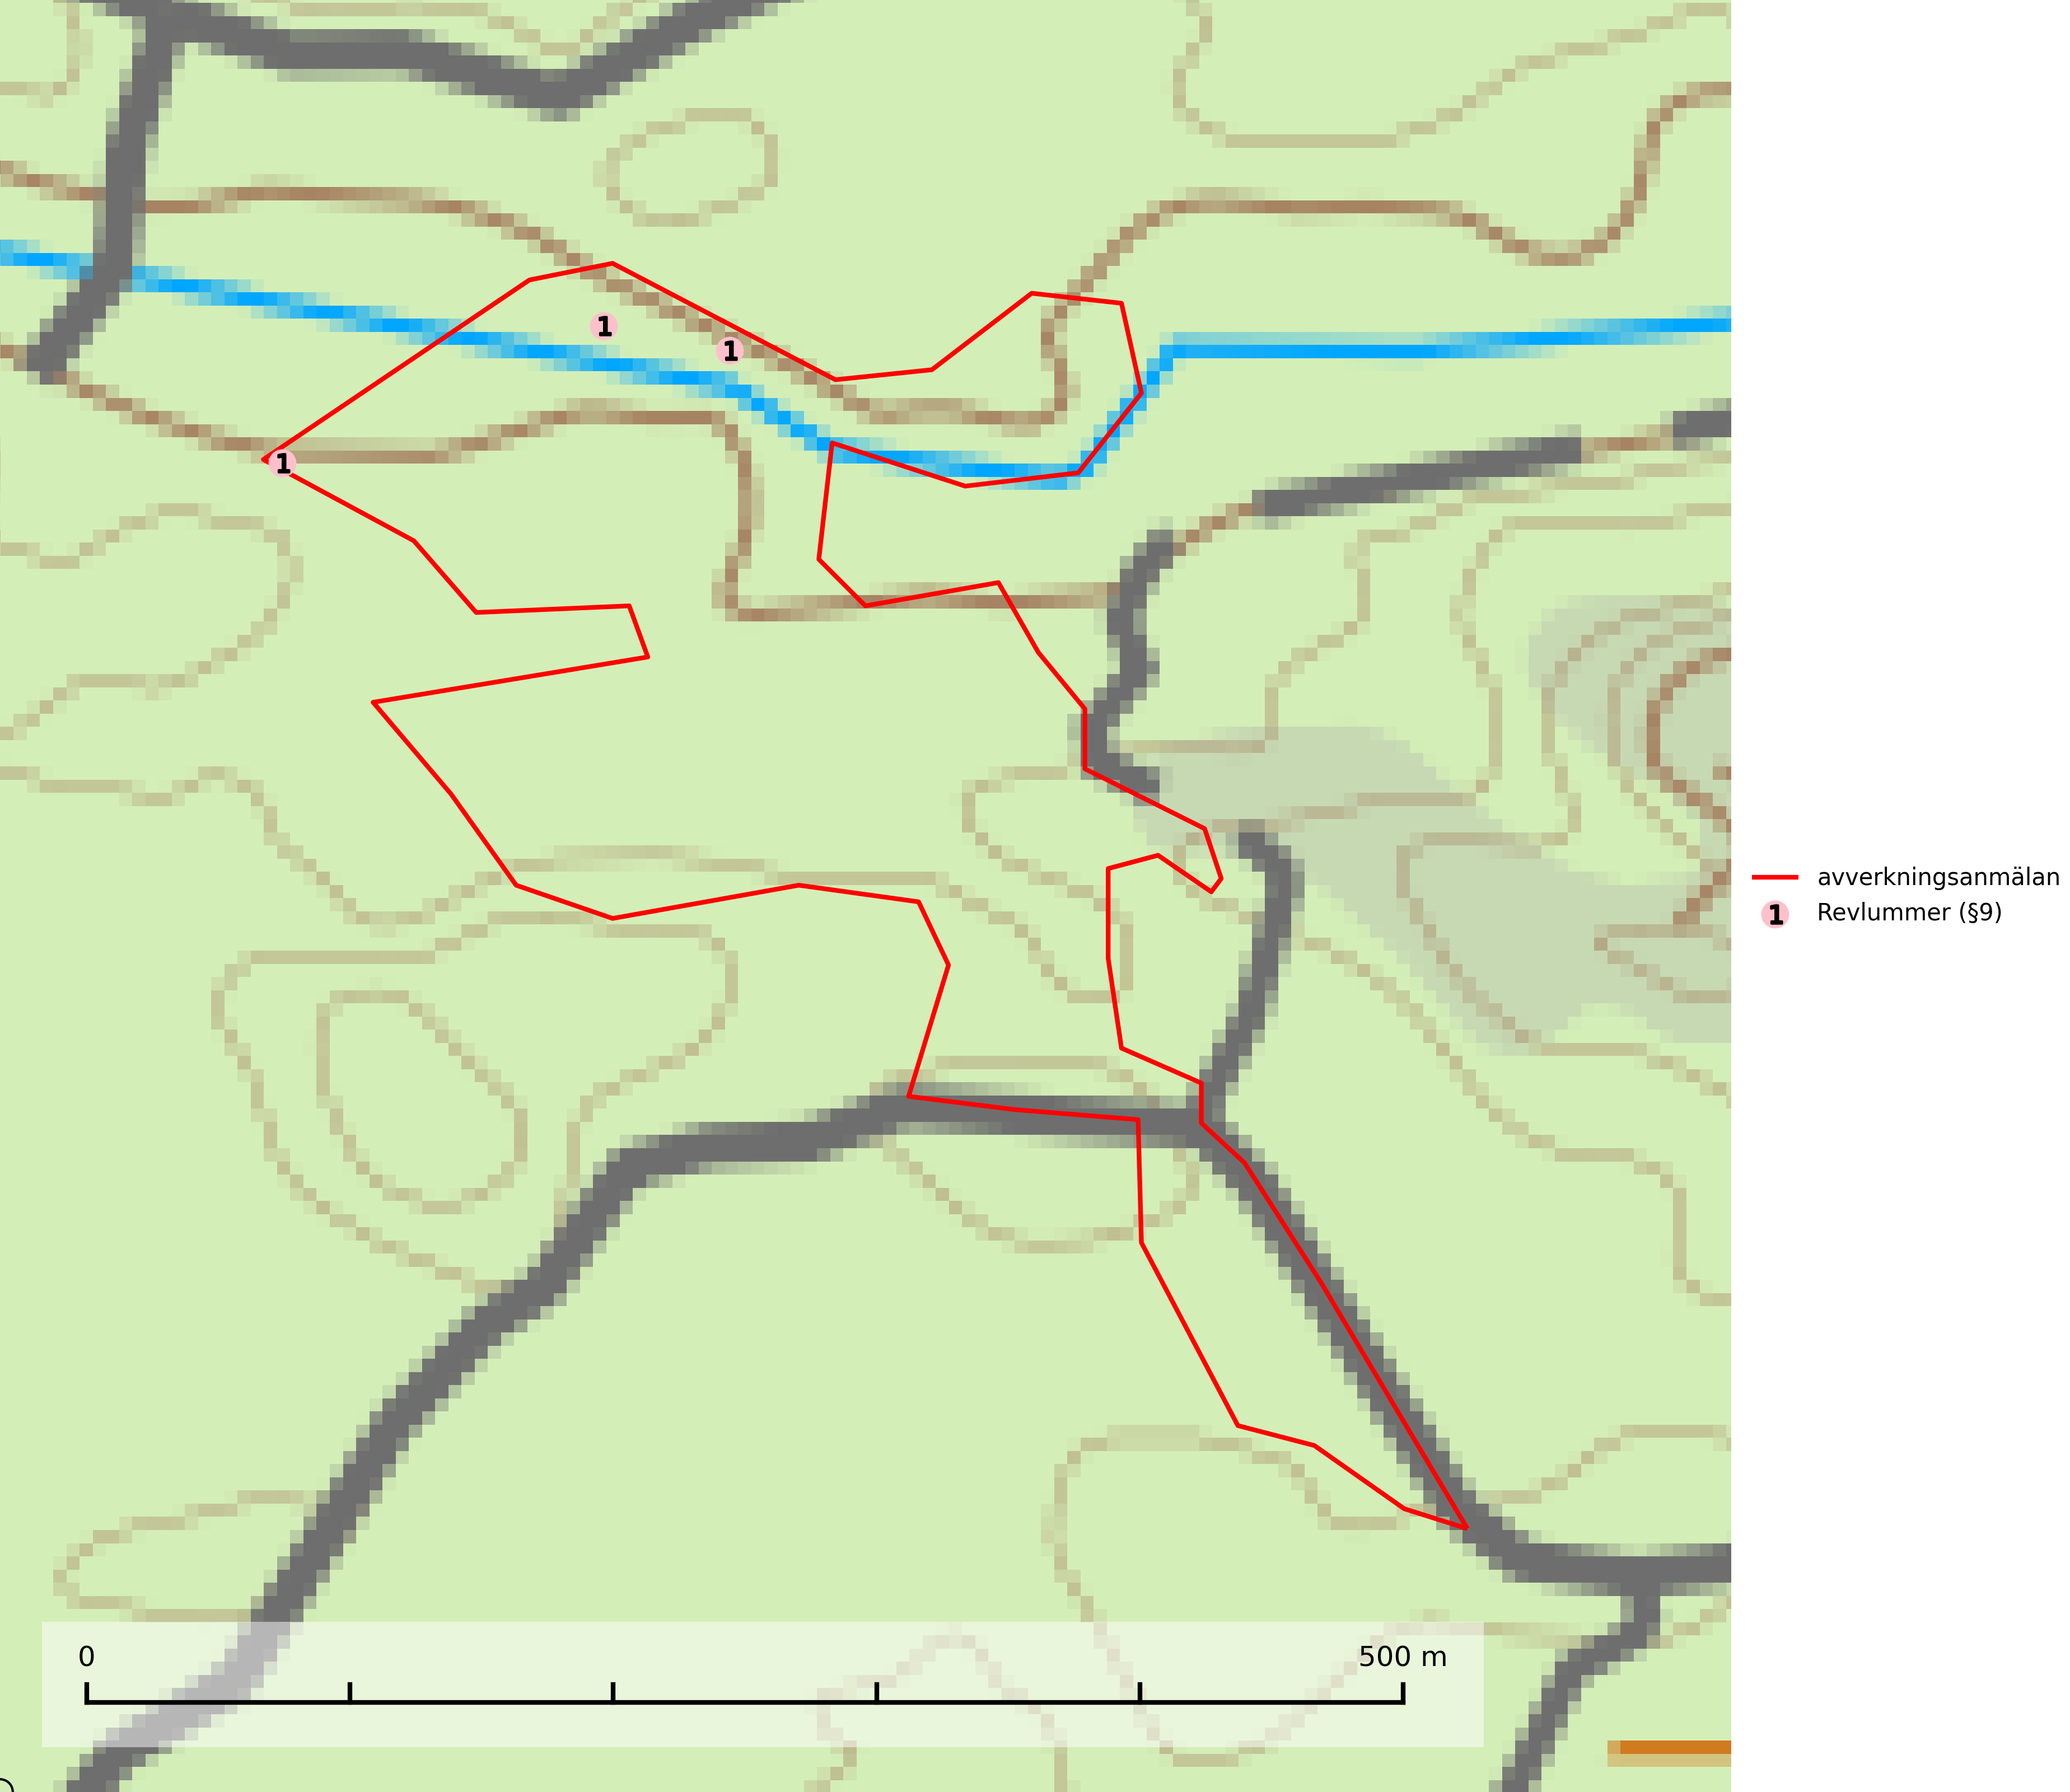 1
1
1
avverkningsanmälan
1 Revlummer (§9)
0 500 m